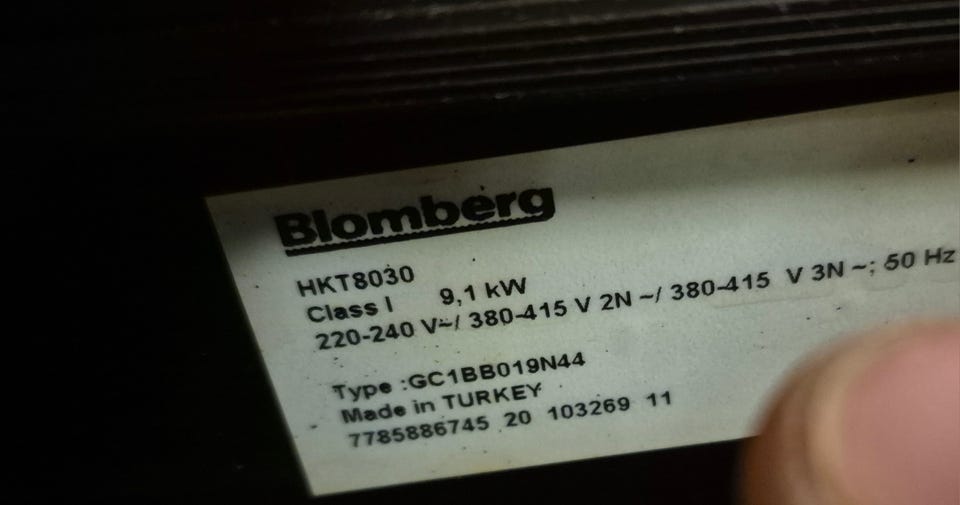 Blomberg
HKT8030
Class I 9,1 kW
220-240 V~/ 380-415 V 2N ~/ 380-415 V 3N ~; 50 Hz
Type :GC1BB019N44
Made in TURKEY
7785886745 20 103269 11